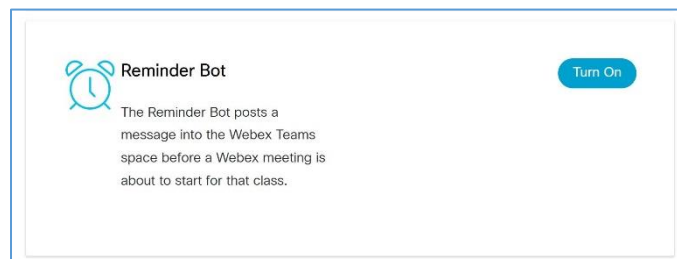 Reminder Bot
Turn On
The Reminder Bot posts a
message into the Webex Teams
space before a Webex meeting is
about to start for that class.